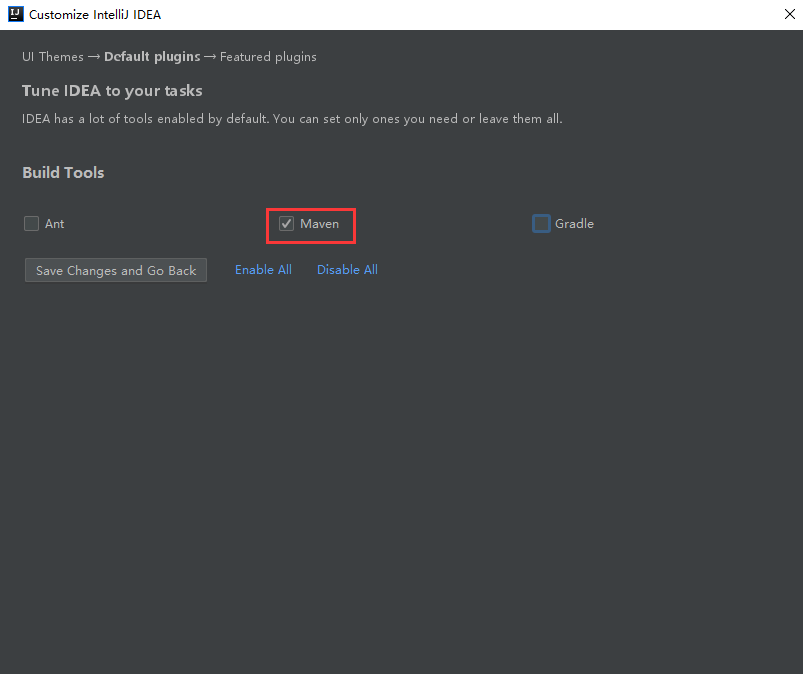 Customize IntelliJ IDEA
UI Themes → Default plugins → Featured plugins
Tune IDEA to your tasks
IDEA has a lot of tools enabled by default. You can set only ones you need or leave them all.
Build Tools
Ant Maven Gradle
Save Changes and Go Back Enable All Disable All